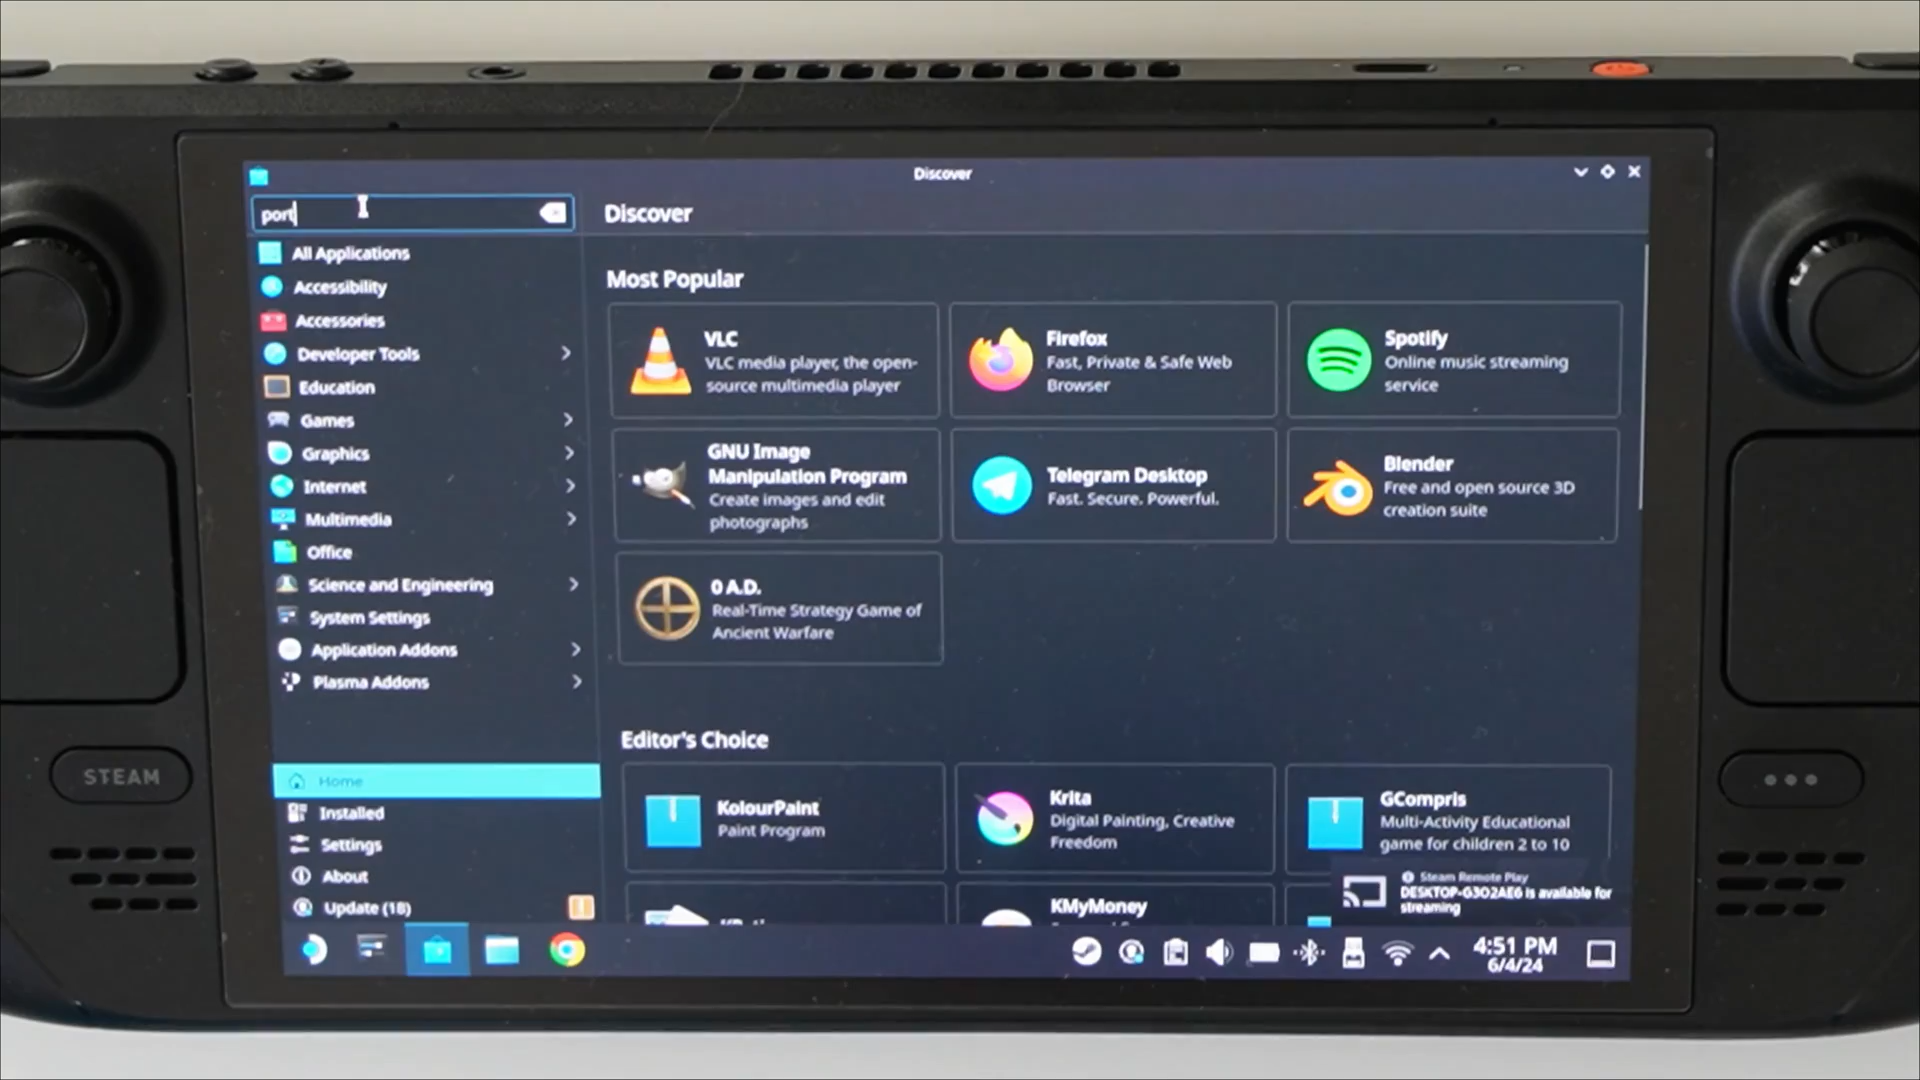 Discover
port
Discover
All Applications
Accessibility
Accessories
Developer Tools
Education
Games
Graphics
Internet
Multimedia
Office
Science and Engineering
System Settings
Application Addons
Plasma Addons
Home
Installed
Settings
About
Update (18)
Most Popular
VLC
VLC media player, the open-
source multimedia player
Firefox
Fast, Private & Safe Web
Browser
Spotify
Online music streaming
service
GNU Image
Manipulation Program
Create images and edit
photographs
Telegram Desktop
Fast. Secure. Powerful.
Blender
Free and open source 3D
creation suite
0 A.D.
Real-Time Strategy Game of
Ancient Warfare
Editor's Choice
KolourPaint
Paint Program
Krita
Digital Painting, Creative
Freedom
GCompris
Multi-Activity Educational
game for children 2 to 10
KMyMoney
Steam Remote Play
DESKTOP-G3O2AE6 is available for
streaming
4:51 PM
6/4/24
STEAM